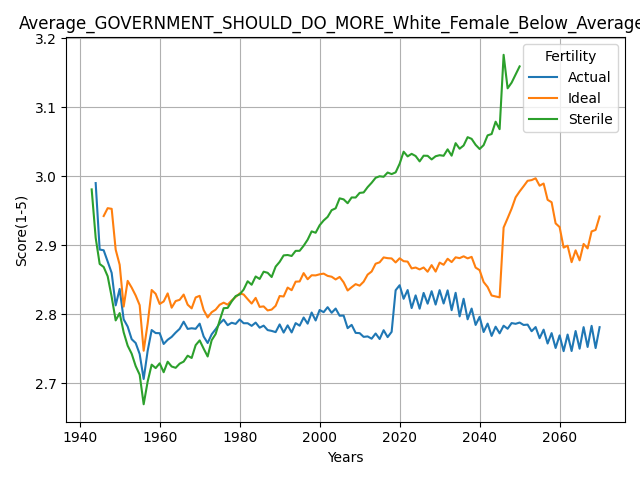 Average_GOVERNMENT_SHOULD_DO_MORE_White_Female_Below_Average
3.2
3.1
3.0
2.9
2.8
2.7
Score(1-5)
Fertility
Actual
Ideal
Sterile
1940 1960 1980 2000 2020 2040 2060
Years